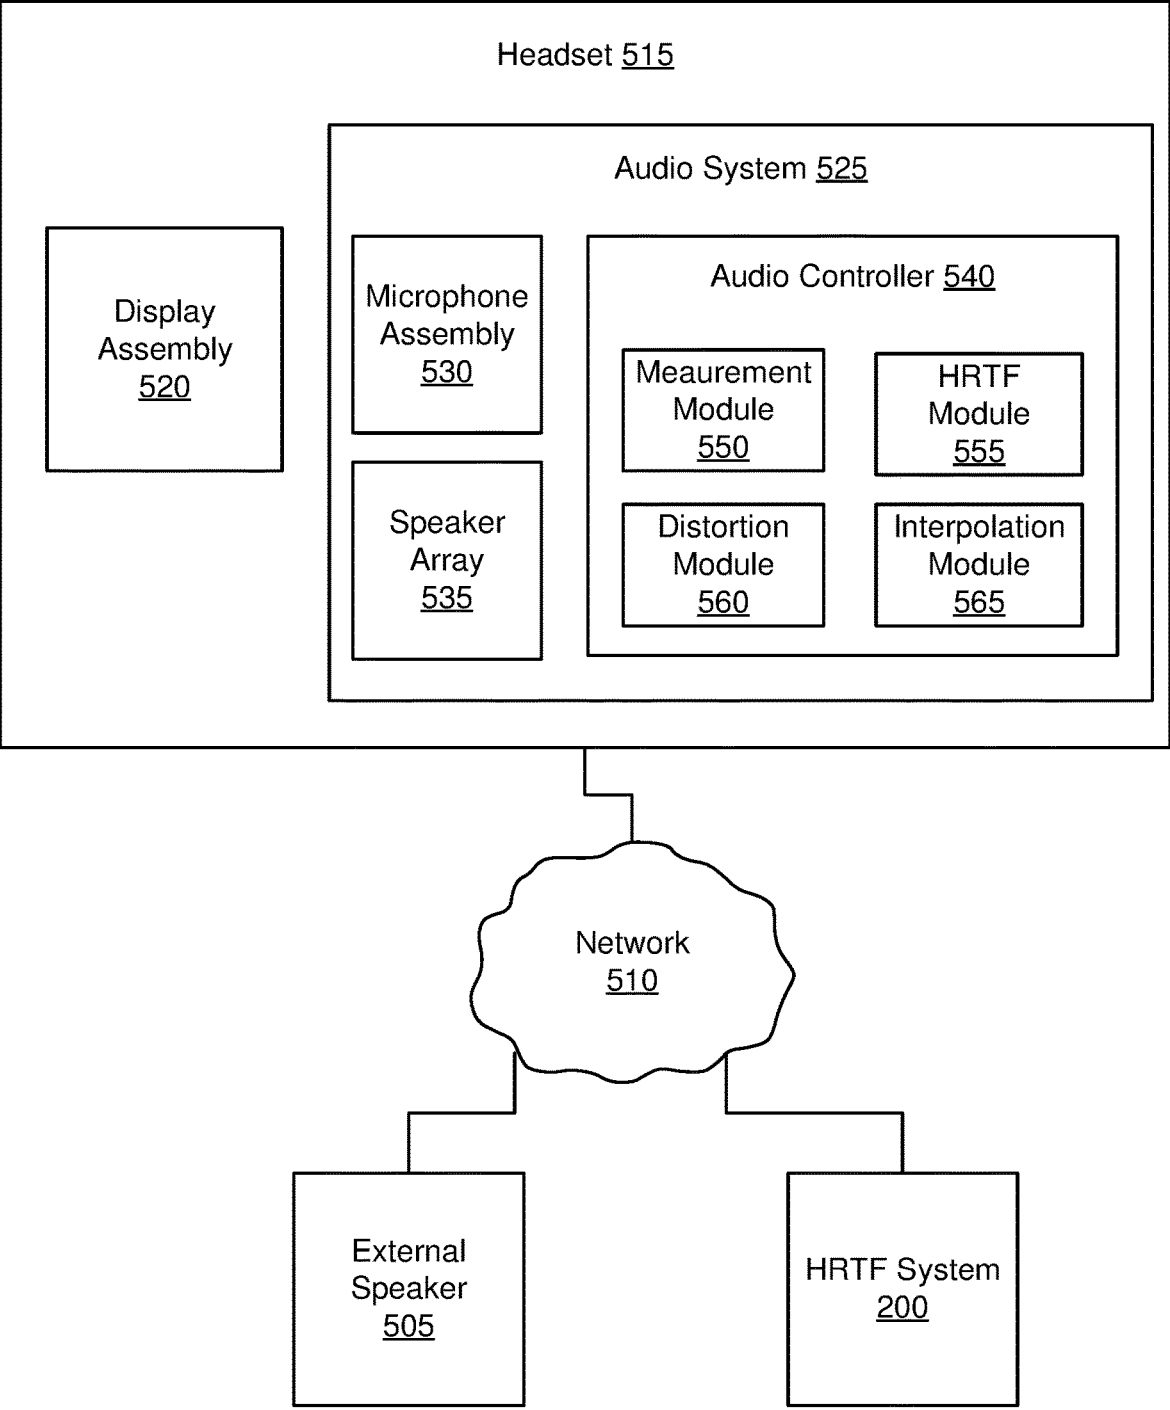 Headset 515
Audio System 525
Display
Assembly
520
Microphone
Assembly
530
Speaker
Array
535
Audio Controller 540
Meaurement
Module
550
HRTF
Module
555
Distortion
Module
560
Interpolation
Module
565
Network
510
External
Speaker
505
HRTF System
200